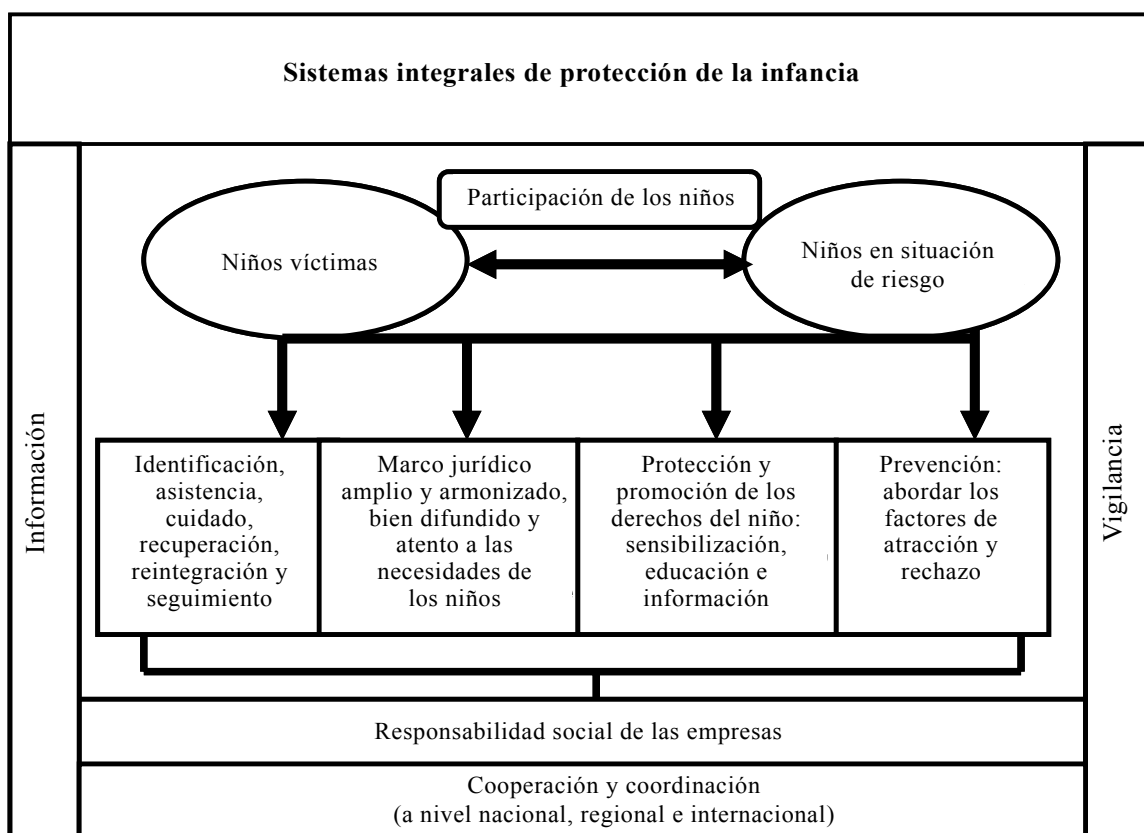 Sistemas integrales de protección de la infancia
Información
Participación de los niños
Niños víctimas
Niños en situación
de riesgo
Identificación,
asistencia,
cuidado,
recuperación,
reintegración y
seguimiento
Marco jurídico
amplio y armonizado,
bien difundido y
atento a las
necesidades de
los niños
Protección y
promoción de los
derechos del niño:
sensibilización,
educación e
información
Prevención:
abordar los
factores de
atracción y
rechazo
Vigilancia
Responsabilidad social de las empresas
Cooperación y coordinación
(a nivel nacional, regional e internacional)